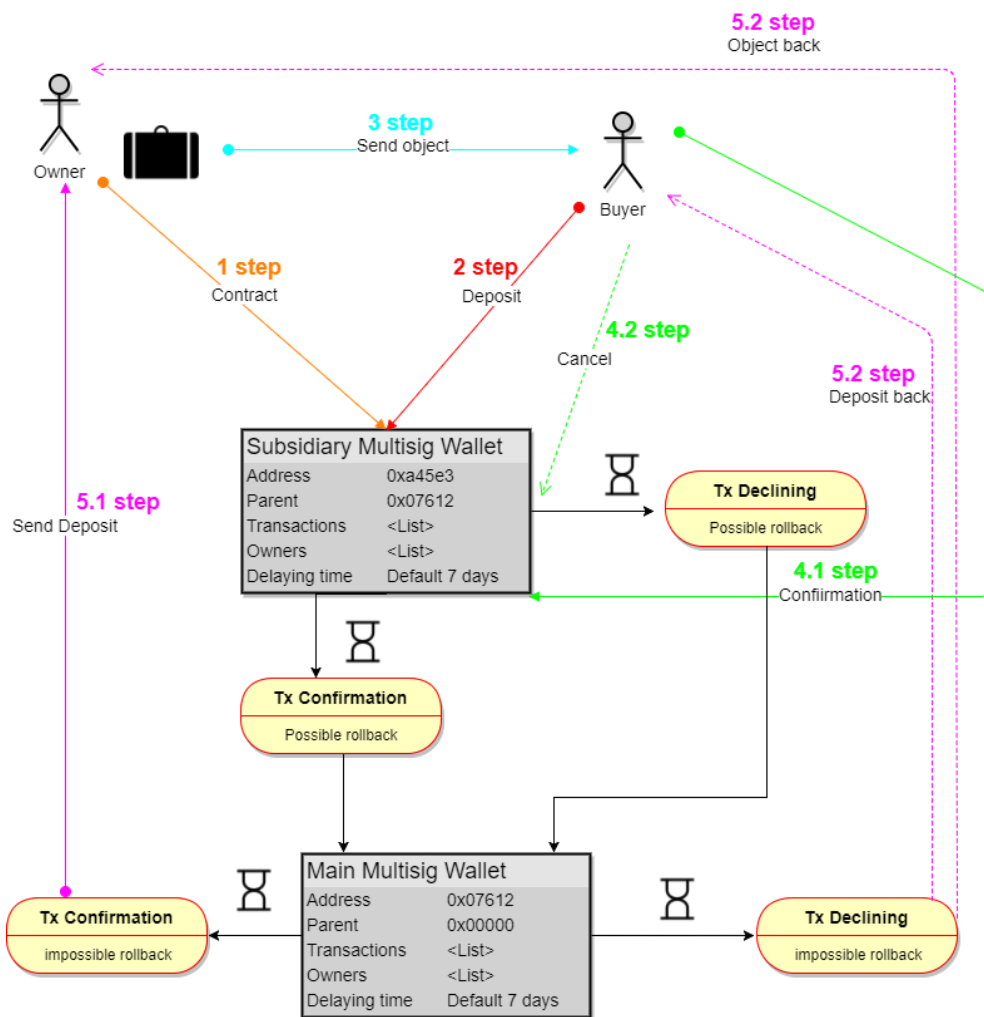 5.2 step
Object back
Owner
3 step
Send object
Buyer
1 step
Contract
2 step
Deposit
4.2 step
Cancel
5.2 step
Deposit back
Subsidiary Multisig Wallet
Address 0xa45e3
Parent 0x07612
Transactions <List>
Owners <List>
Delaying time Default 7 days
Tx Declining
Possible rollback
5.1 step
Send Deposit
4.1 step
Confiirmation
Tx Confirmation
Possible rollback
Main Multisig Wallet
Address 0x07612
Parent 0x00000
Transactions <List>
Owners <List>
Delaying time Default 7 days
Tx Confirmation
impossible rollback
Tx Declining
impossible rollback